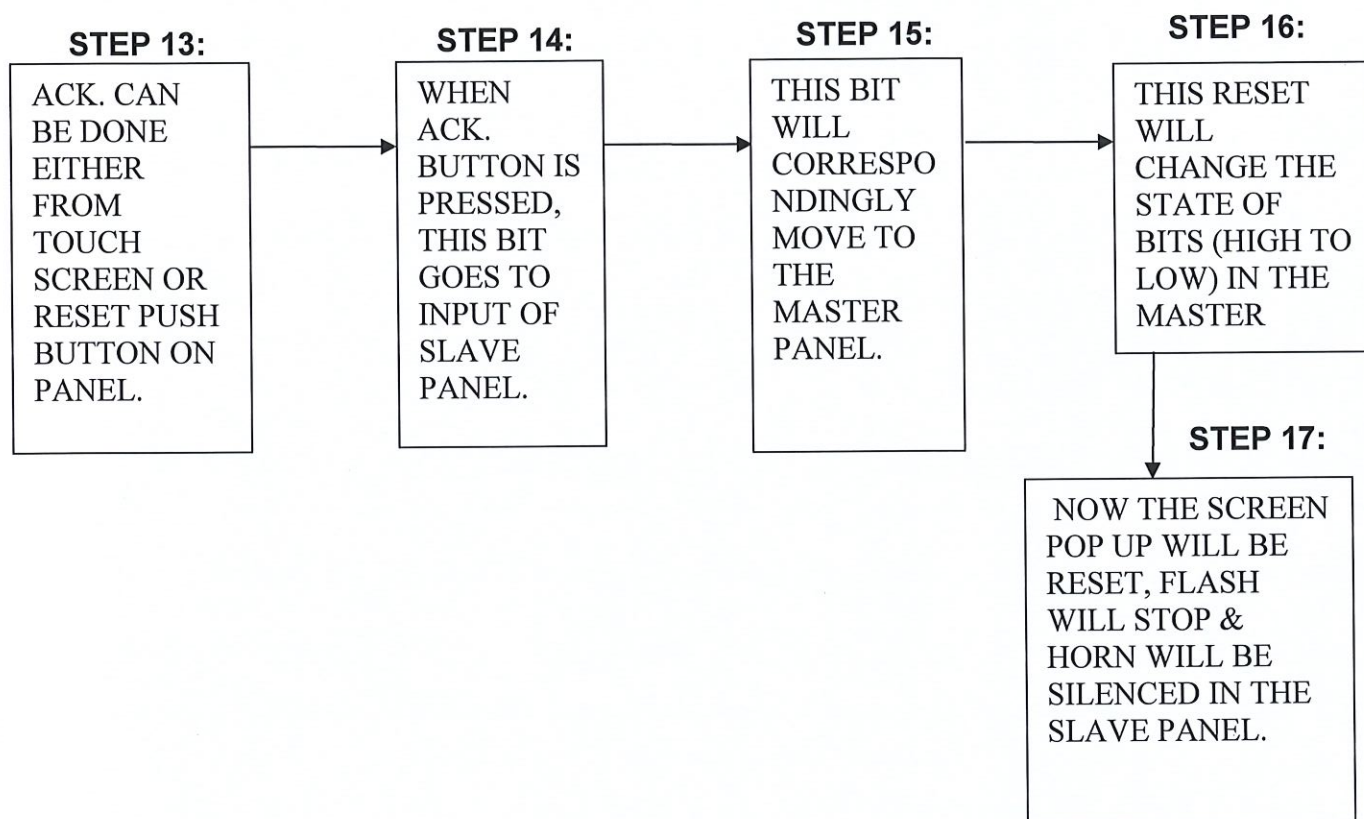 STEP 13:
ACK. CAN
BE DONE
EITHER
FROM
TOUCH
SCREEN OR
RESET PUSH
BUTTON ON
PANEL.
STEP 14:
WHEN
ACK.
BUTTON IS
PRESSED,
THIS BIT
GOES TO
INPUT OF
SLAVE
PANEL.
STEP 15:
THIS BIT
WILL
CORRESPO
NDINGLY
MOVE TO
THE
MASTER
PANEL.
STEP 16:
THIS RESET
WILL
CHANGE THE
STATE OF
BITS (HIGH TO
LOW) IN THE
MASTER
STEP 17:
NOW THE SCREEN
POP UP WILL BE
RESET, FLASH
WILL STOP &
HORN WILL BE
SILENCED IN THE
SLAVE PANEL.